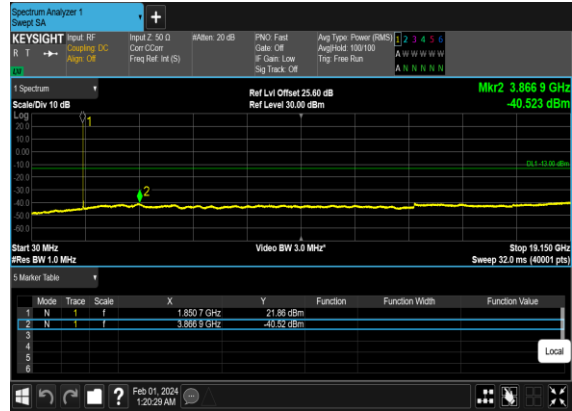 Spectrum Analyzer 1
Swept SA
+
KEYSIGHT Input: RF Input Z: 50 Ω #Atten: 20 dB PNO: Fast Avg Type: Power (RMS) 1 2 3 4 5 6
R T Coupling: DC Corr CCorr Gate: Off Avg|Hold: 100/100 A W W W W W
Align: Off Freq Ref: Int (S) IF Gain: Low Trig: Free Run
Sig Track: Off A N N N N N
1 Spectrum Ref Lvl Offset 25.60 dB Mkr2 3.866 9 GHz
Scale/Div 10 dB Ref Level 30.00 dBm -40.523 dBm
Log
1
20.0
10.0
0.00
-10.0
DL1 -13.00 dBm
-20.0
-30.0
2
-40.0
-50.0
-60.0
Start 30 MHz Video BW 3.0 MHz* Stop 19.150 GHz
#Res BW 1.0 MHz Sweep 32.0 ms (40001 pts)
5 Marker Table
Mode Trace Scale X Y Function Function Width Function Value
1 N 1 f 1.850 7 GHz 21.86 dBm
2 N 1 f 3.866 9 GHz -40.52 dBm
3
4
5
6
Local
? Feb 01, 2024
1:20:29 AM